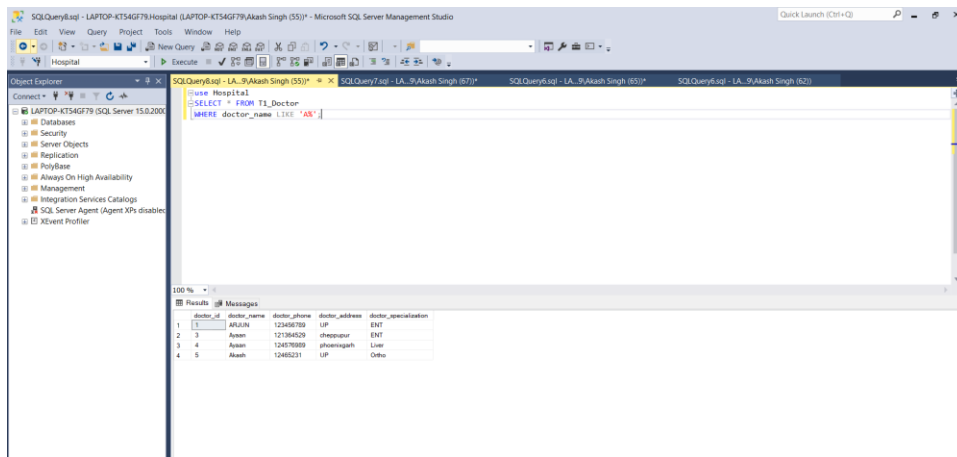 SQLQuery8.sql - LAPTOP-KT54GF79.Hospital (LAPTOP-KT54GF79\Akash Singh (55))* - Microsoft SQL Server Management Studio
Quick Launch (Ctrl+Q)
File Edit View Query Project Tools Window Help
New Query
Hospital
Execute
Object Explorer
SQLQuery8.sql - LA...9\Akash Singh (55))*
SQLQuery7.sql - LA...9\Akash Singh (67))*
SQLQuery6.sql - LA...9\Akash Singh (65))*
SQLQuery6.sql - LA...9\Akash Singh (62))
Connect
LAPTOP-KT54GF79 (SQL Server 15.0.2000
Databases
Security
Server Objects
Replication
PolyBase
Always On High Availability
Management
Integration Services Catalogs
SQL Server Agent (Agent XPs disabled
XEvent Profiler
use Hospital
SELECT * FROM T1_Doctor
WHERE doctor_name LIKE 'A%';
100 %
Results Messages
doctor_id doctor_name doctor_phone doctor_address doctor_specialization
1 1 ARJUN 123456789 UP ENT
2 3 Ayaan 121364529 cheppupur ENT
3 4 Ayaan 124576989 phoenixgarh Liver
4 5 Akash 12465231 UP Ortho